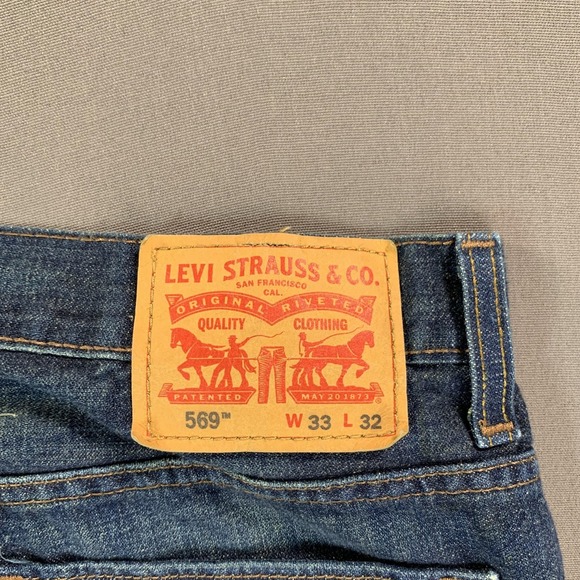 LEVI STRAUSS & CO.
SAN FRANCISCO
CAL.
ORIGINAL RIVETED
QUALITY CLOTHING
PATENTED MAY 20 1873
569™ W 33 L 32